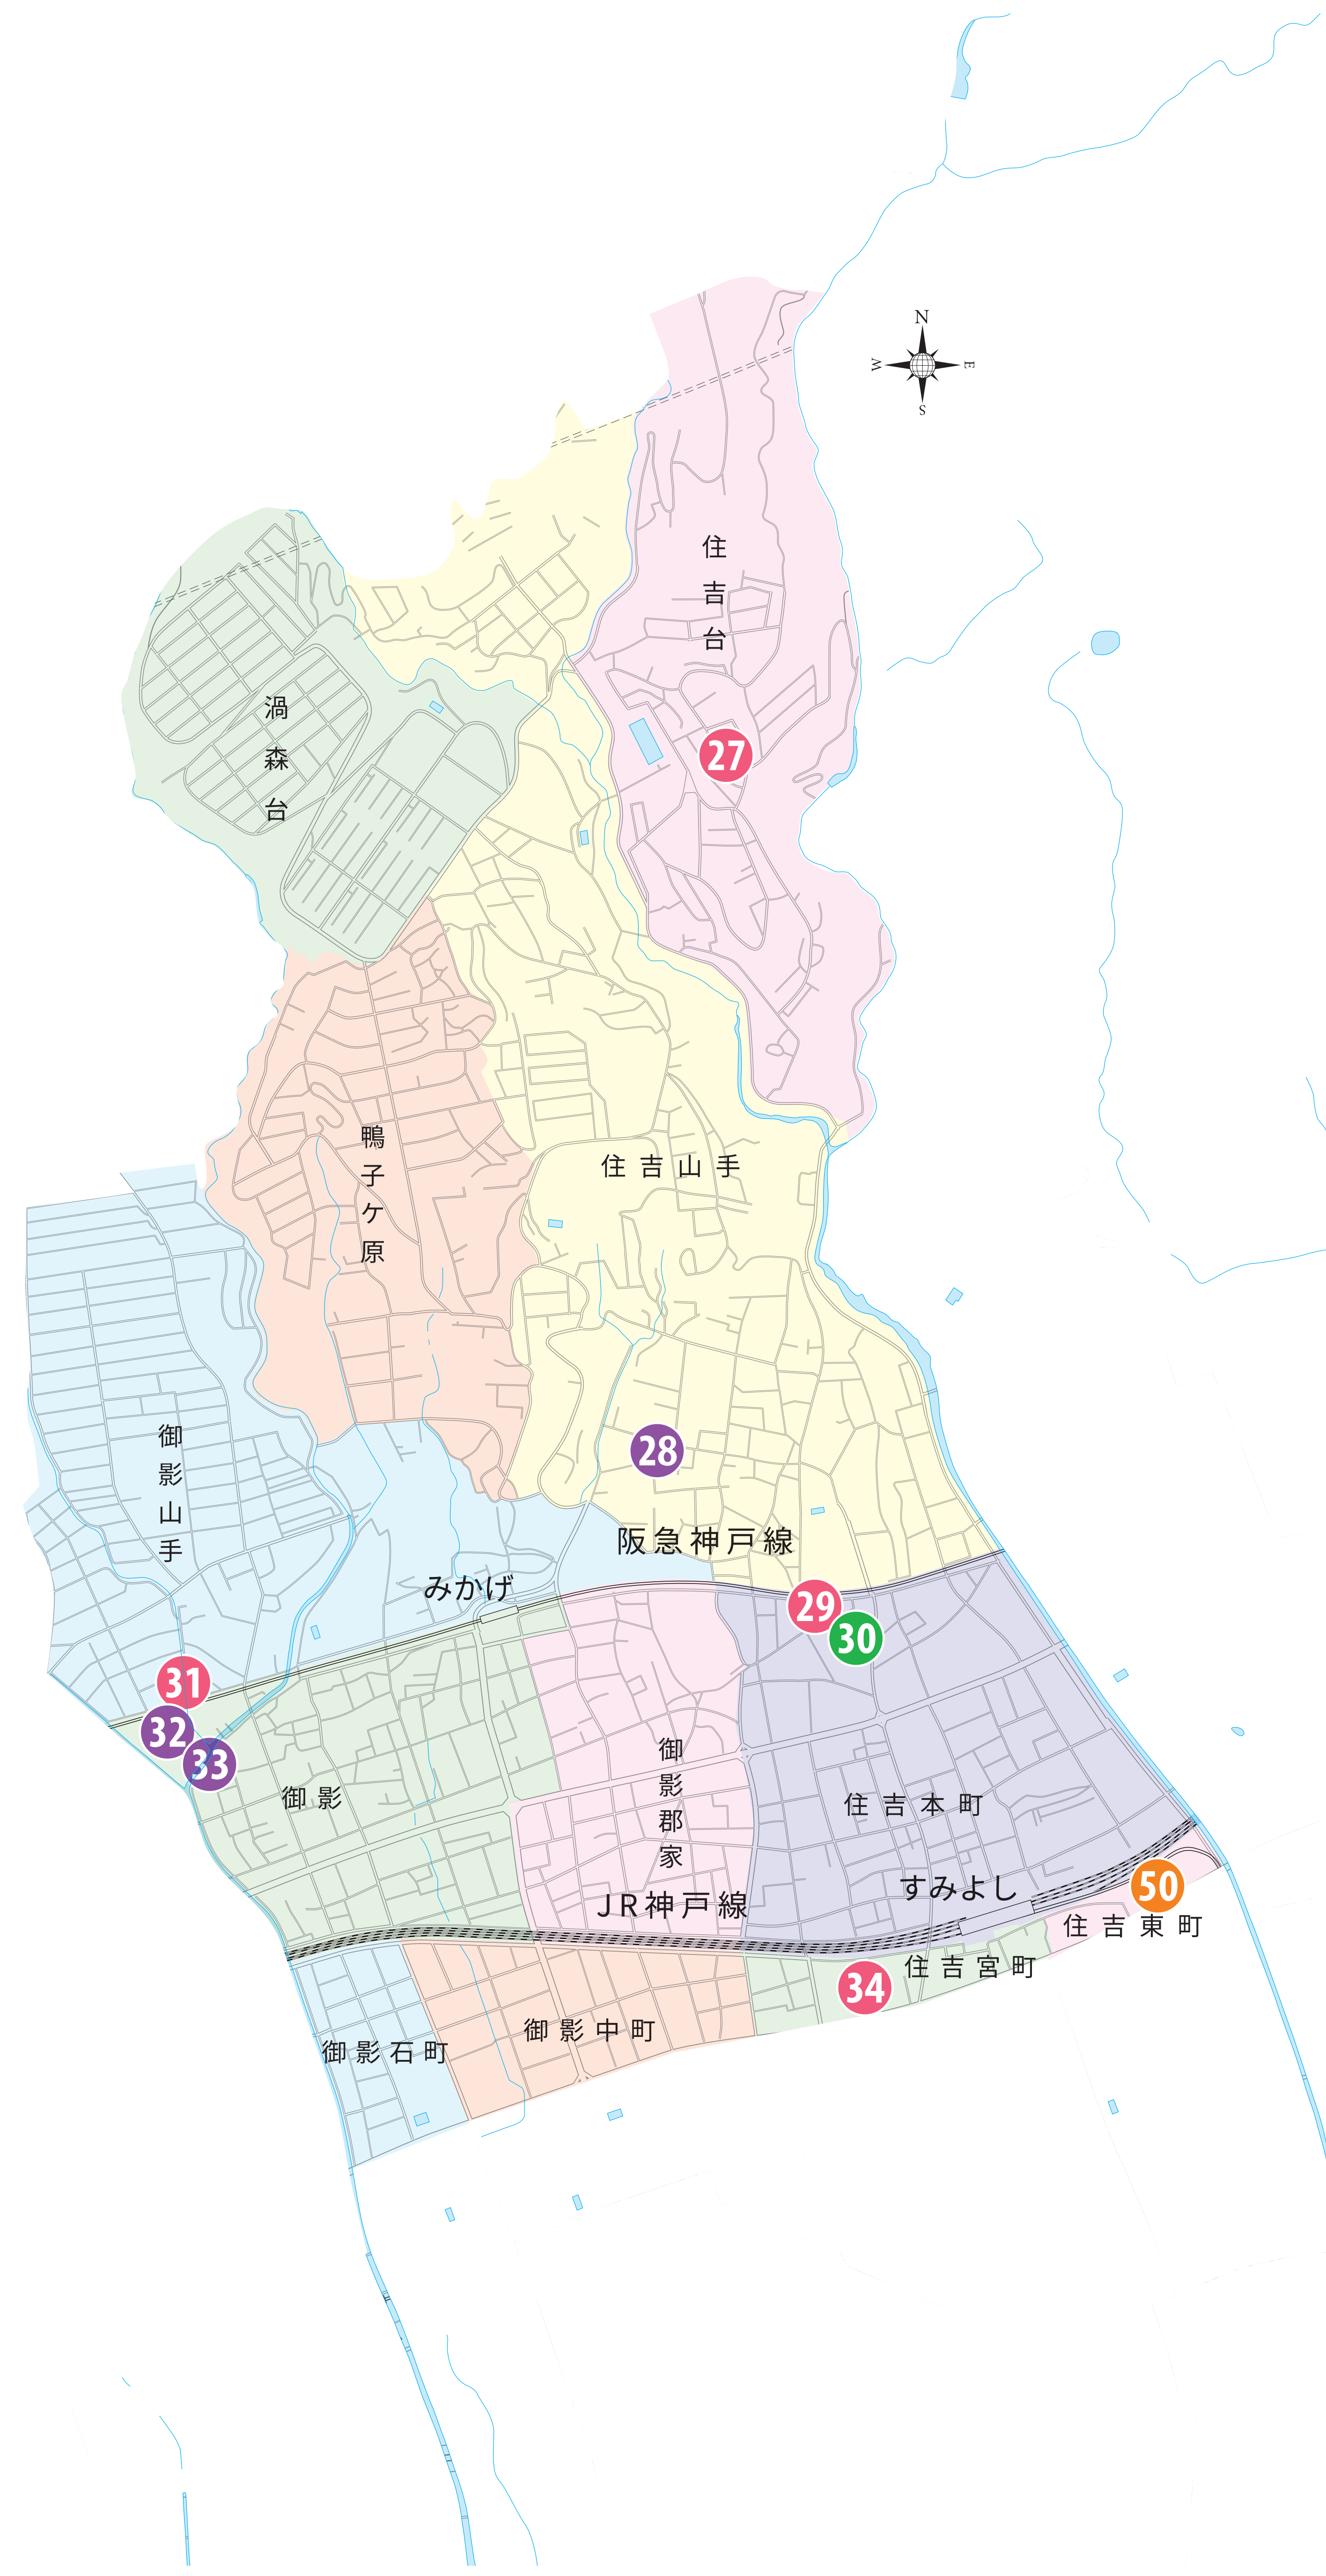 N
W
E
S
住吉台
渦森台
27
鴨子ケ原
住吉山手
御影山手
28
阪急神戸線
みかげ
29
30
31
32
33
御影
御影郡家
住吉本町
JR神戸線
すみよし
50
住吉東町
住吉宮町
34
御影中町
御影石町